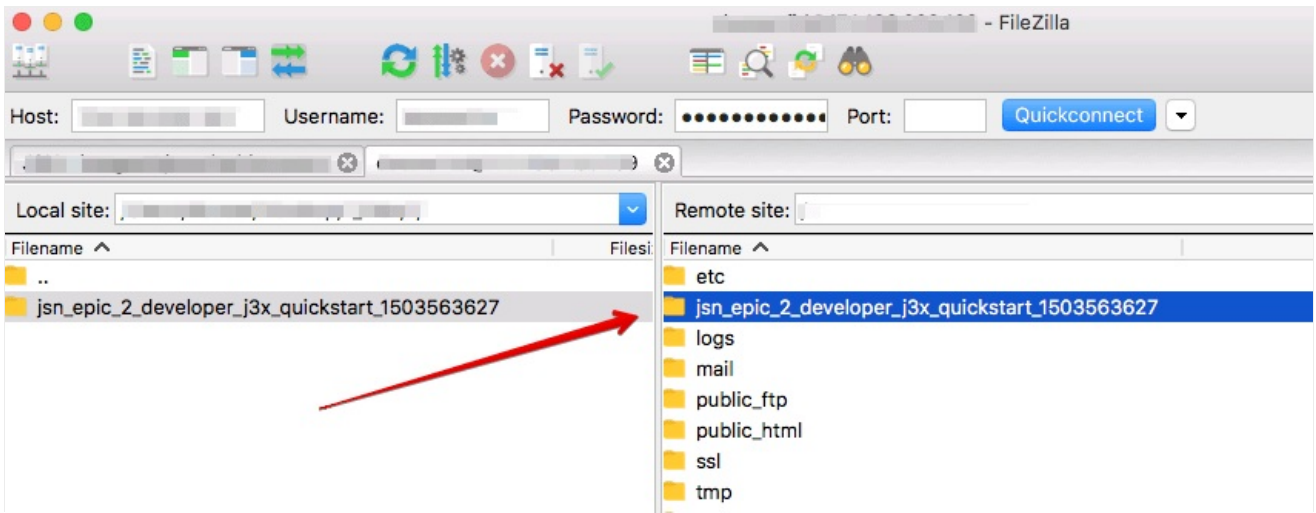 - FileZilla
Host: Username: Password: ●●●●●●●●●●●● Port: Quickconnect
Local site:
Remote site:
Filename Filesi
..
jsn_epic_2_developer_j3x_quickstart_1503563627
Filename
etc
jsn_epic_2_developer_j3x_quickstart_1503563627
logs
mail
public_ftp
public_html
ssl
tmp